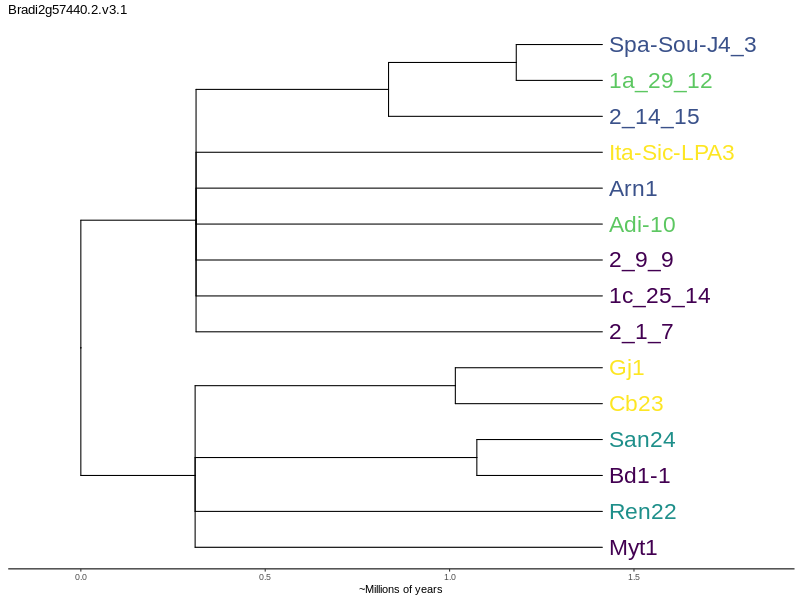 Bradi2g57440.2.v3.1
Spa-Sou-J4_3
1a_29_12
2_14_15
Ita-Sic-LPA3
Arn1
Adi-10
2_9_9
1c_25_14
2_1_7
Gj1
Cb23
San24
Bd1-1
Ren22
Myt1
0.0 0.5 1.0 1.5
~Millions of years